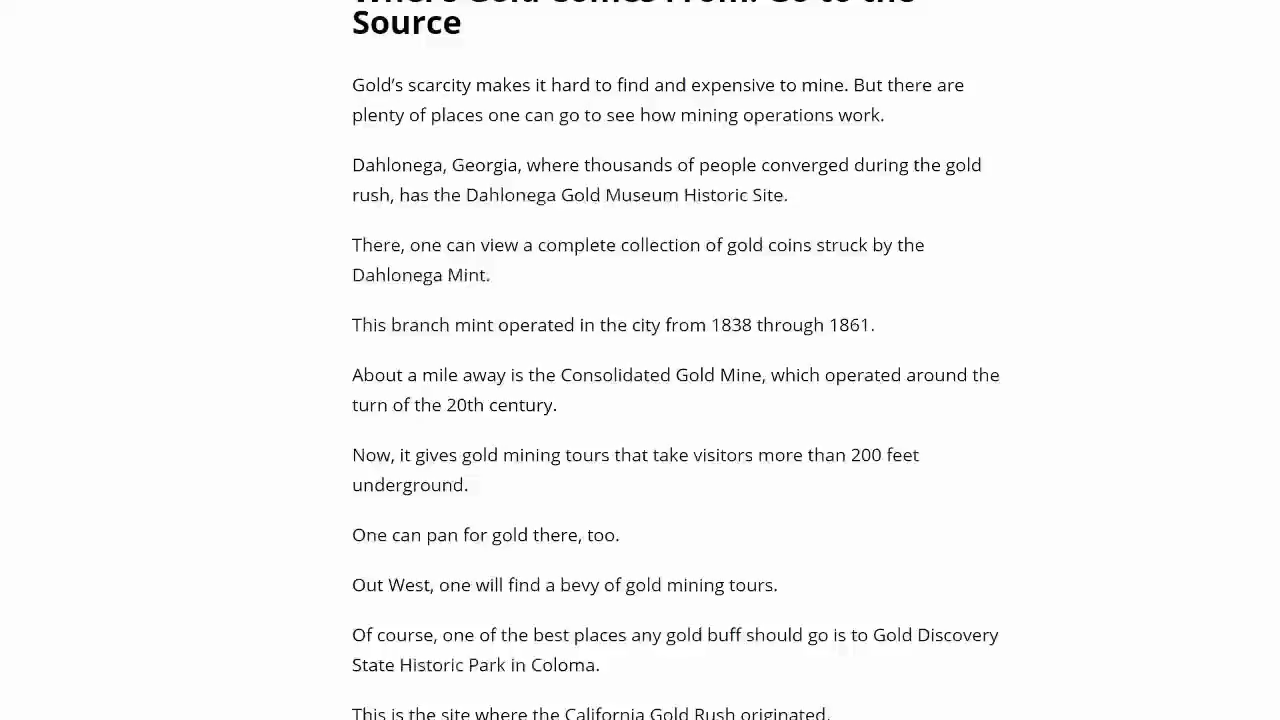 Where Gold Comes From: Go to the
Source
Gold’s scarcity makes it hard to find and expensive to mine. But there are
plenty of places one can go to see how mining operations work.
Dahlonega, Georgia, where thousands of people converged during the gold
rush, has the Dahlonega Gold Museum Historic Site.
There, one can view a complete collection of gold coins struck by the
Dahlonega Mint.
This branch mint operated in the city from 1838 through 1861.
About a mile away is the Consolidated Gold Mine, which operated around the
turn of the 20th century.
Now, it gives gold mining tours that take visitors more than 200 feet
underground.
One can pan for gold there, too.
Out West, one will find a bevy of gold mining tours.
Of course, one of the best places any gold buff should go is to Gold Discovery
State Historic Park in Coloma.
This is the site where the California Gold Rush originated.